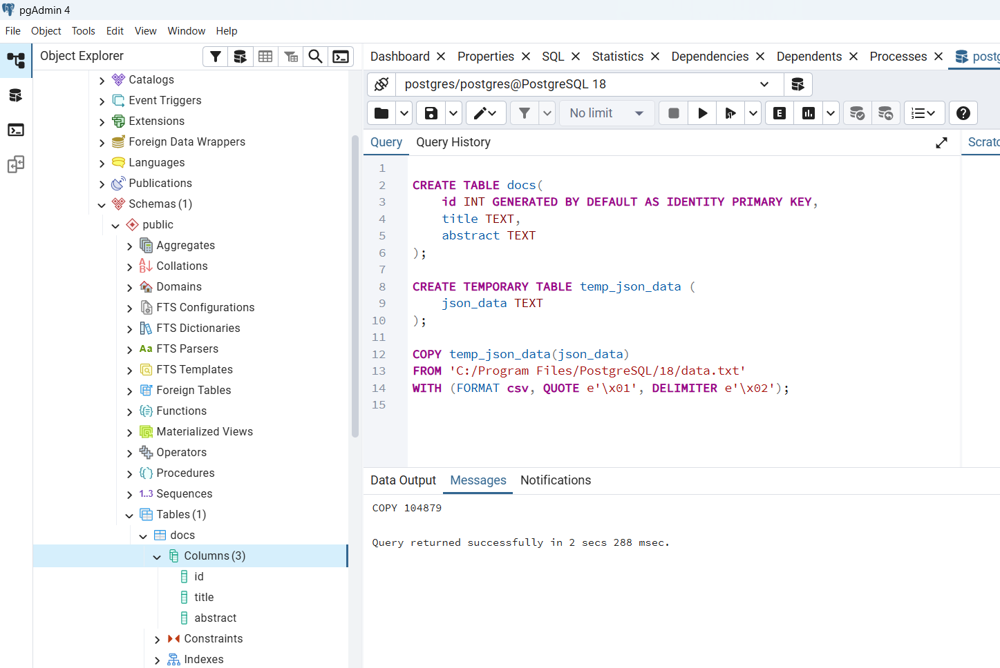 pgAdmin 4
File Object Tools Edit View Window Help
Object Explorer
Catalogs
Event Triggers
Extensions
Foreign Data Wrappers
Languages
Publications
Schemas (1)
public
Aggregates
Collations
Domains
FTS Configurations
FTS Dictionaries
Aa FTS Parsers
FTS Templates
Foreign Tables
Functions
Materialized Views
Operators
Procedures
1..3 Sequences
Tables (1)
docs
Columns (3)
id
title
abstract
Constraints
Indexes
Dashboard Properties SQL Statistics Dependencies Dependents Processes postg
postgres/postgres@PostgreSQL 18
No limit E
Query Query History Scratc
1
2 CREATE TABLE docs(
3 id INT GENERATED BY DEFAULT AS IDENTITY PRIMARY KEY,
4 title TEXT,
5 abstract TEXT
6 );
7
8 CREATE TEMPORARY TABLE temp_json_data (
9 json_data TEXT
10 );
11
12 COPY temp_json_data(json_data)
13 FROM 'C:/Program Files/PostgreSQL/18/data.txt'
14 WITH (FORMAT csv, QUOTE e'\x01', DELIMITER e'\x02');
15
Data Output Messages Notifications
COPY 104879
Query returned successfully in 2 secs 288 msec.